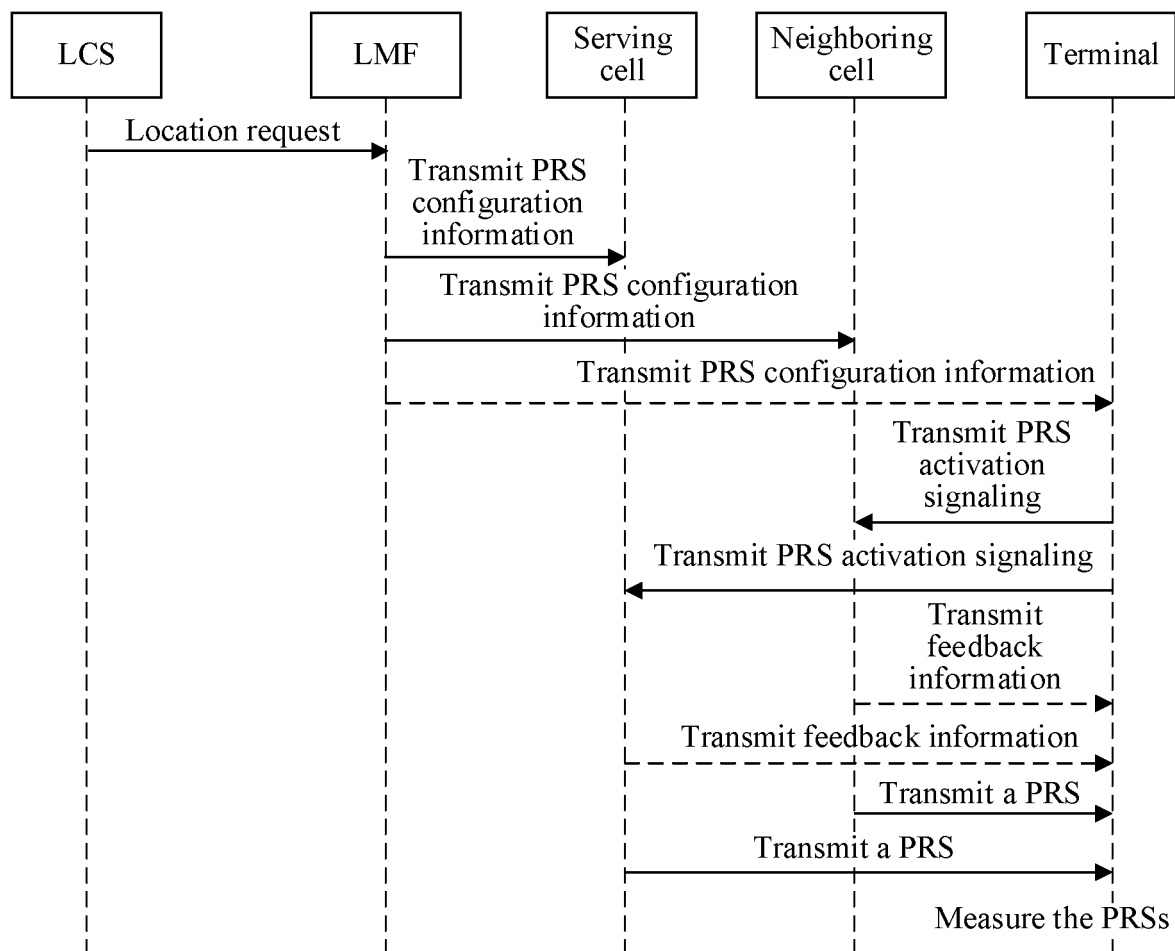 LCS
LMF
Serving
cell
Neighboring
cell
Terminal
Location request
Transmit PRS
configuration
information
Transmit PRS configuration
information
Transmit PRS configuration information
Transmit PRS
activation
signaling
Transmit PRS activation signaling
Transmit
feedback
information
Transmit feedback information
Transmit a PRS
Transmit a PRS
Measure the PRSs